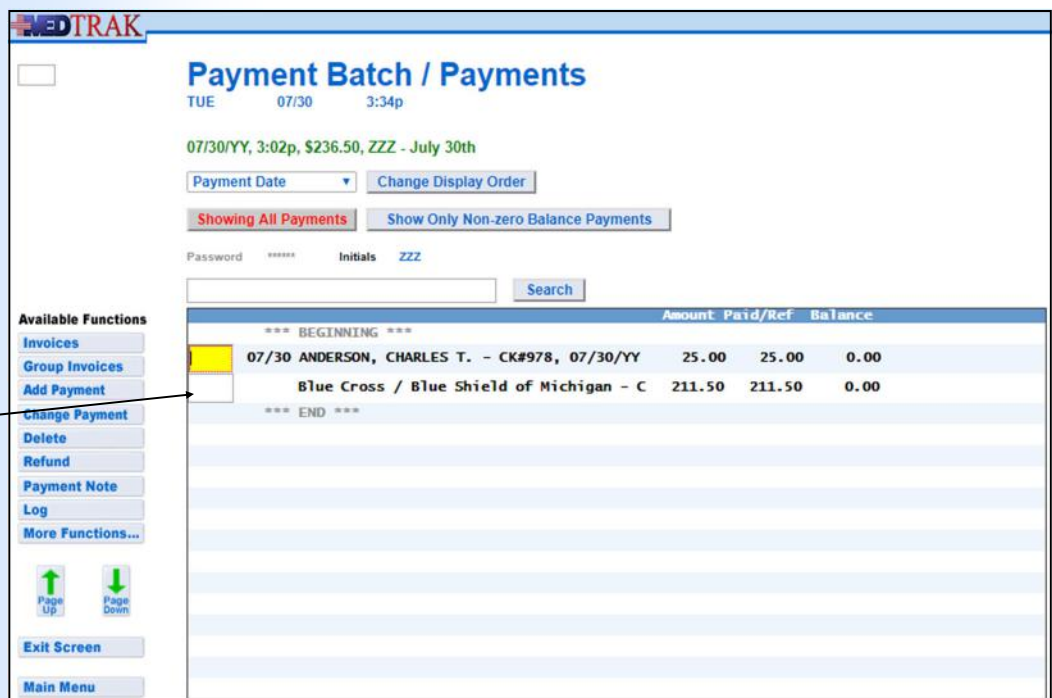 MEDTRAK
Payment Batch / Payments
TUE 07/30 3:34p
07/30/YY, 3:02p, $236.50, ZZZ - July 30th
Payment Date Change Display Order
Showing All Payments Show Only Non-zero Balance Payments
Password ****** Initials ZZZ
Search
Amount Paid/Ref Balance
*** BEGINNING ***
07/30 ANDERSON, CHARLES T. - CK#978, 07/30/YY 25.00 25.00 0.00
Blue Cross / Blue Shield of Michigan - C 211.50 211.50 0.00
*** END ***
Available Functions
Invoices
Group Invoices
Add Payment
Change Payment
Delete
Refund
Payment Note
Log
More Functions...
Page Up Page Down
Exit Screen
Main Menu